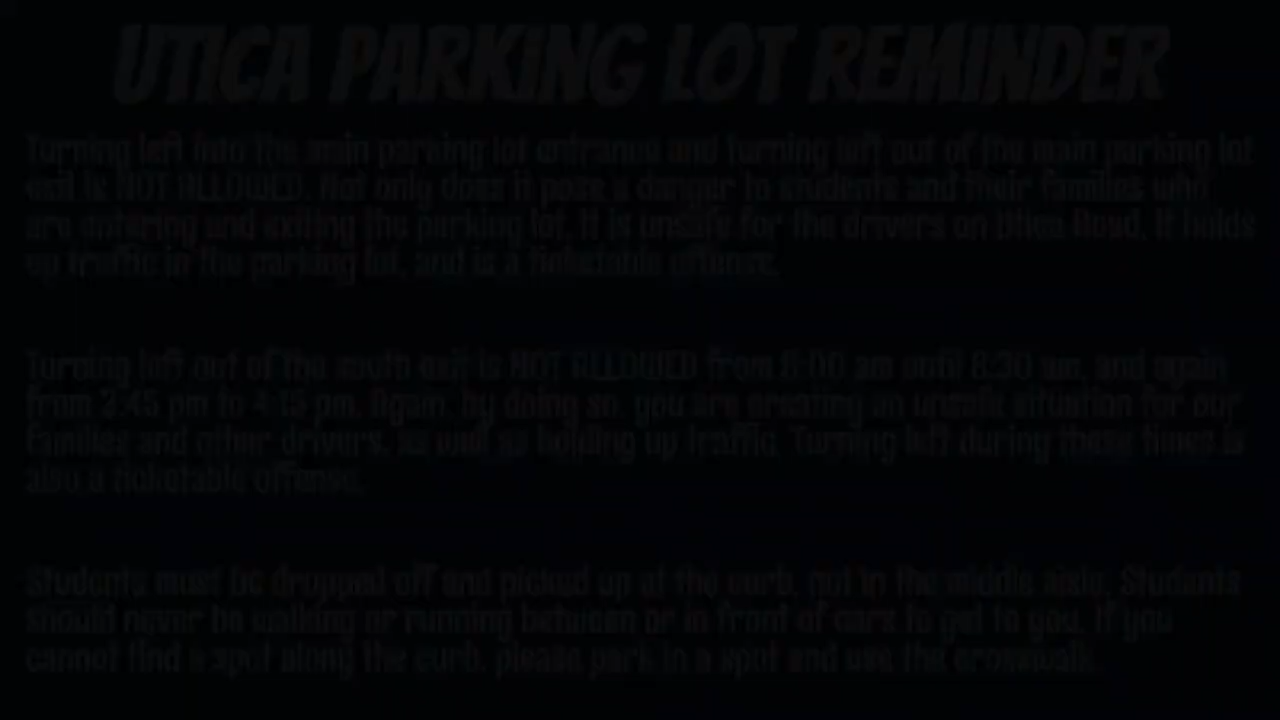 UTICA PARKING LOT REMINDER
Turning left into the main parking lot entrance and turning left out of the main parking lot
exit is NOT ALLOWED. Not only does it pose a danger to students and their families who
are entering and exiting the parking lot, it is unsafe for the drivers on Utica Road. It holds
up traffic in the parking lot, and is a ticketable offense.
Turning left out of the south exit is NOT ALLOWED from 8:00 am until 8:30 am, and again
from 3:45 pm to 4:15 pm. Again, by doing so, you are creating an unsafe situation for our
families and other drivers, as well as holding up traffic. Turning left during these times is
also a ticketable offense.
Students must be dropped off and picked up at the curb, not in the middle aisle. Students
should never be walking or running between or in front of cars to get to you. If you
cannot find a spot along the curb, please park in a spot and use the crosswalk.